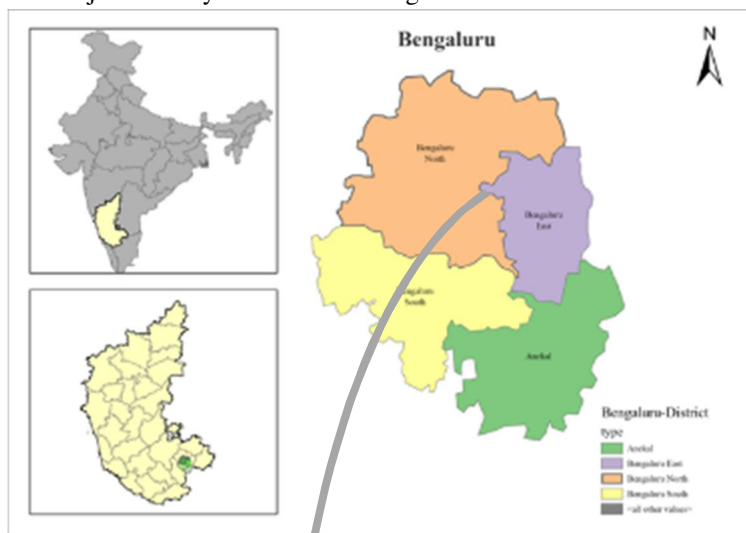 Bengaluru
N
Bengaluru
North
Bengaluru
East
Bengaluru
South
Anekal
Bengaluru-District
type
Anekal
Bengaluru East
Bengaluru North
Bengaluru South
<all other values>